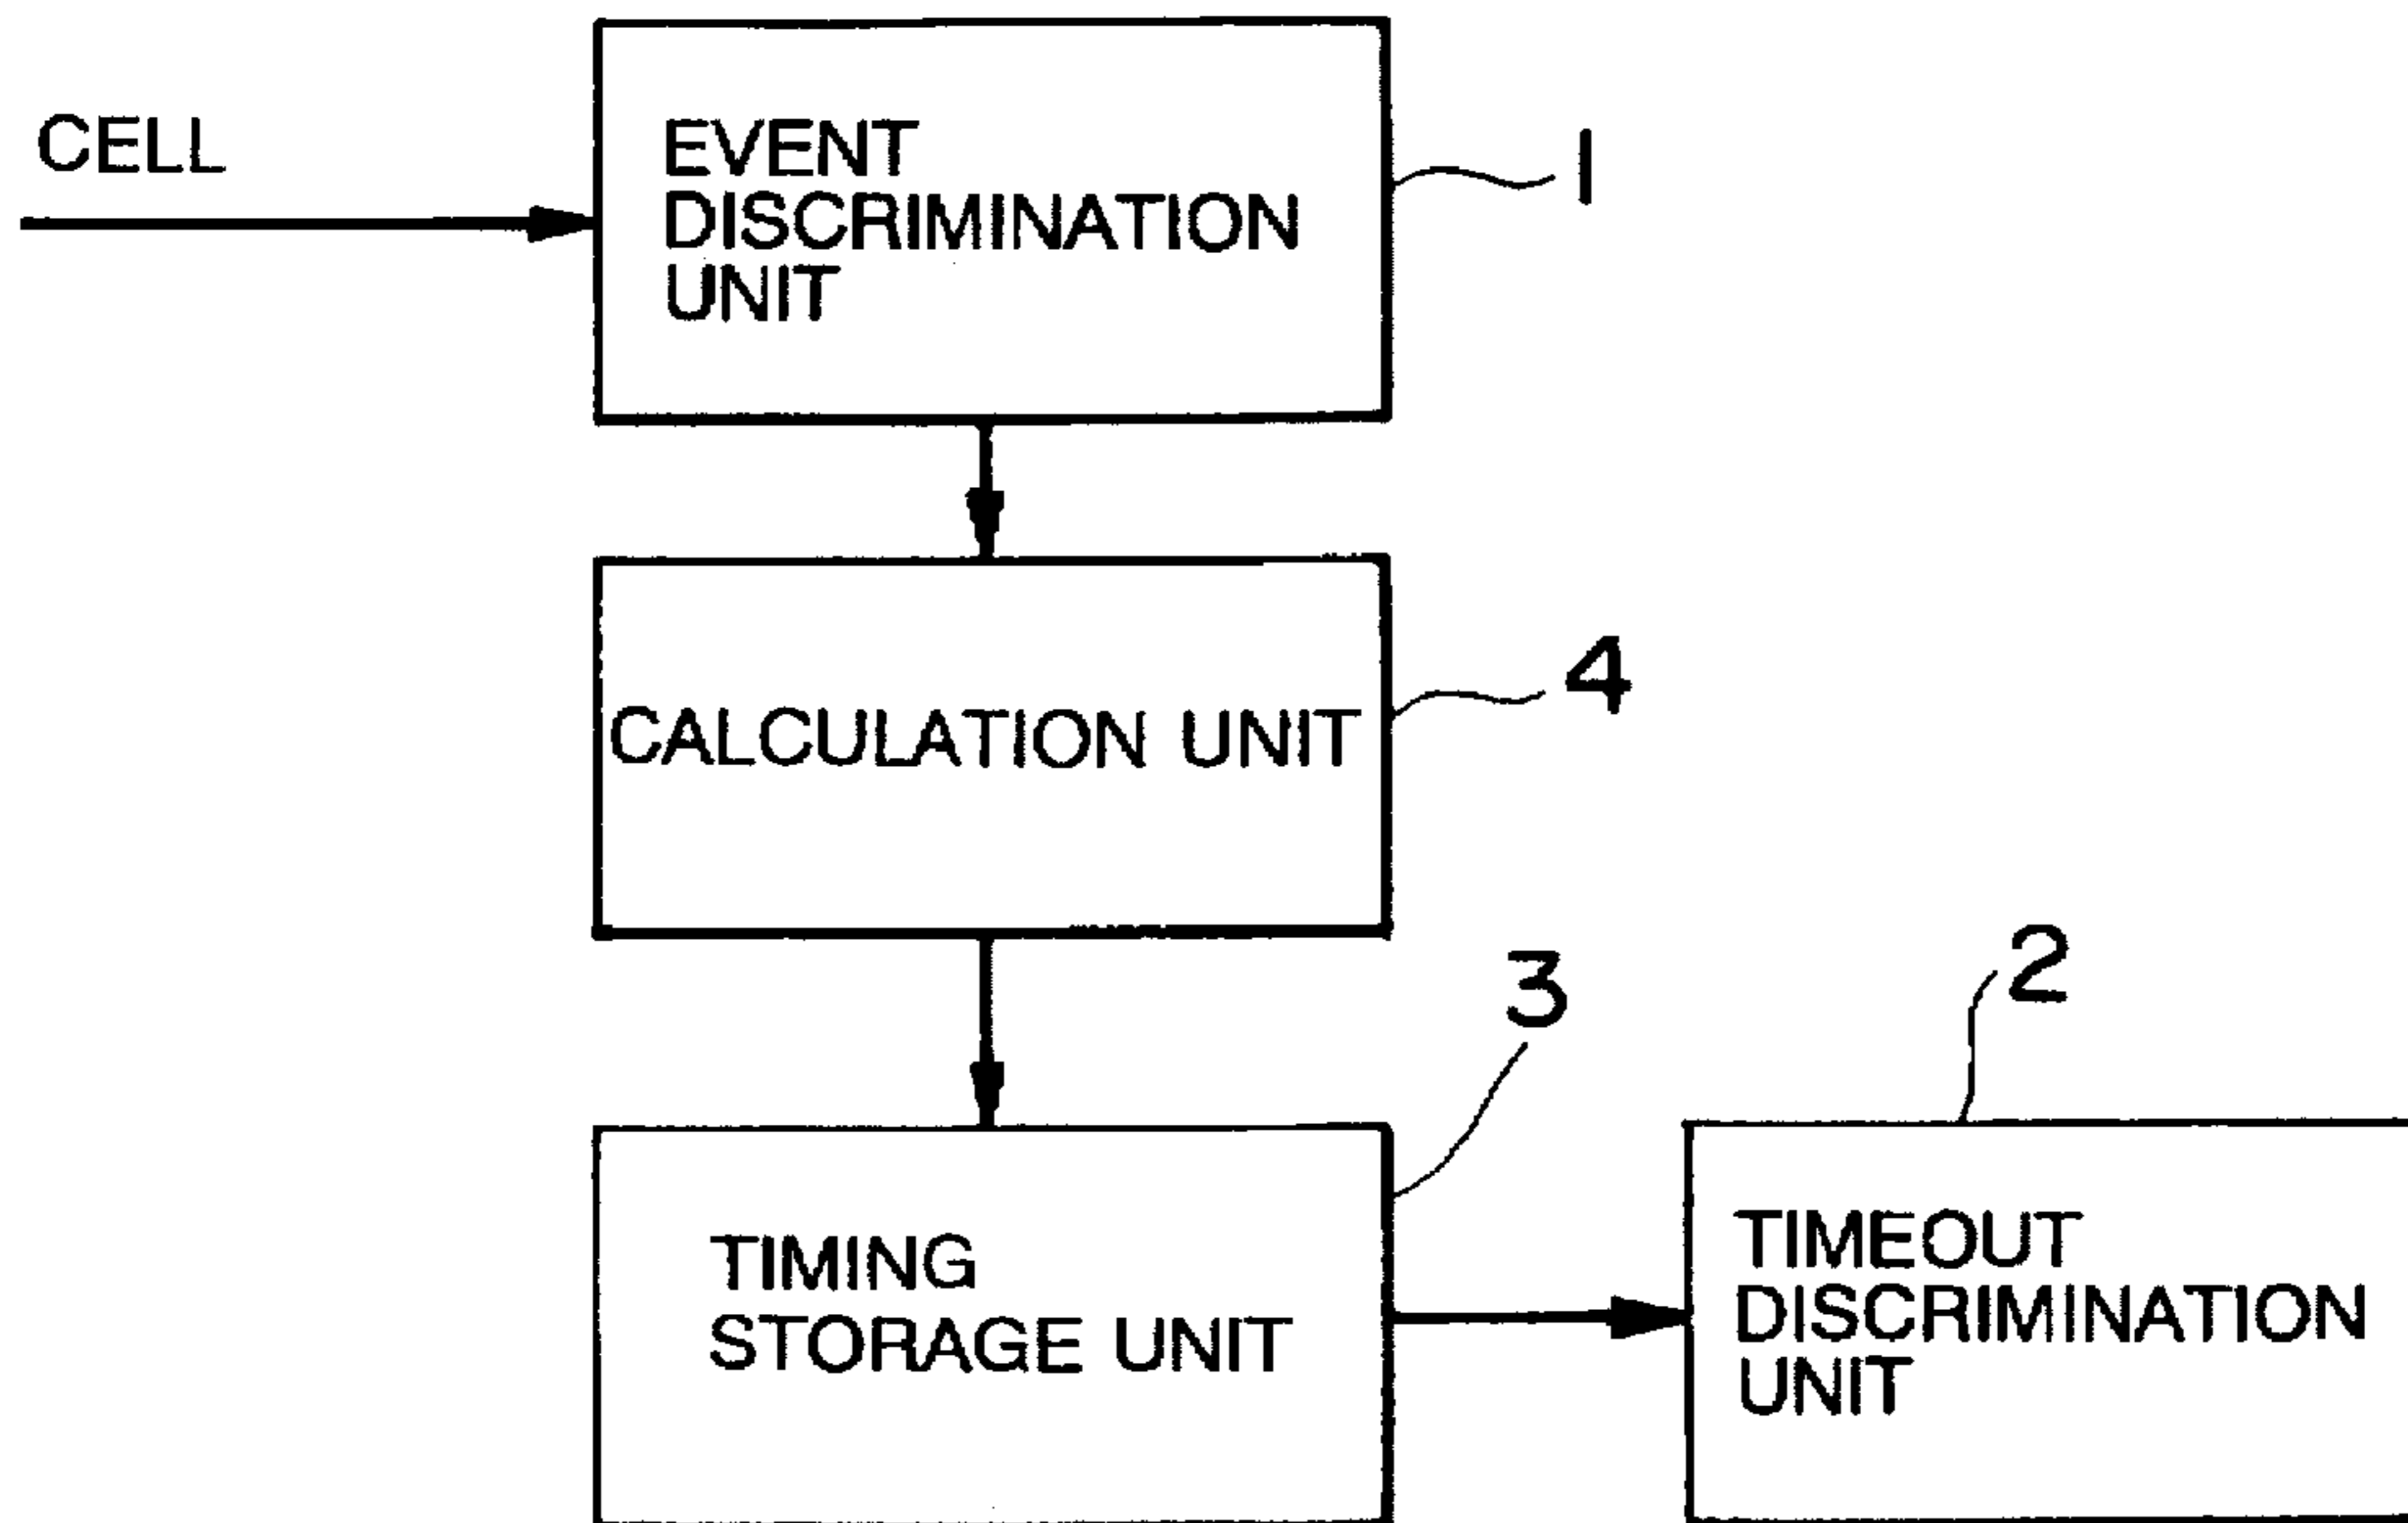 CELL
EVENT
DISCRIMINATION
UNIT
1
CALCULATION UNIT
4
3
2
TIMING
STORAGE UNIT
TIMEOUT
DISCRIMINATION
UNIT